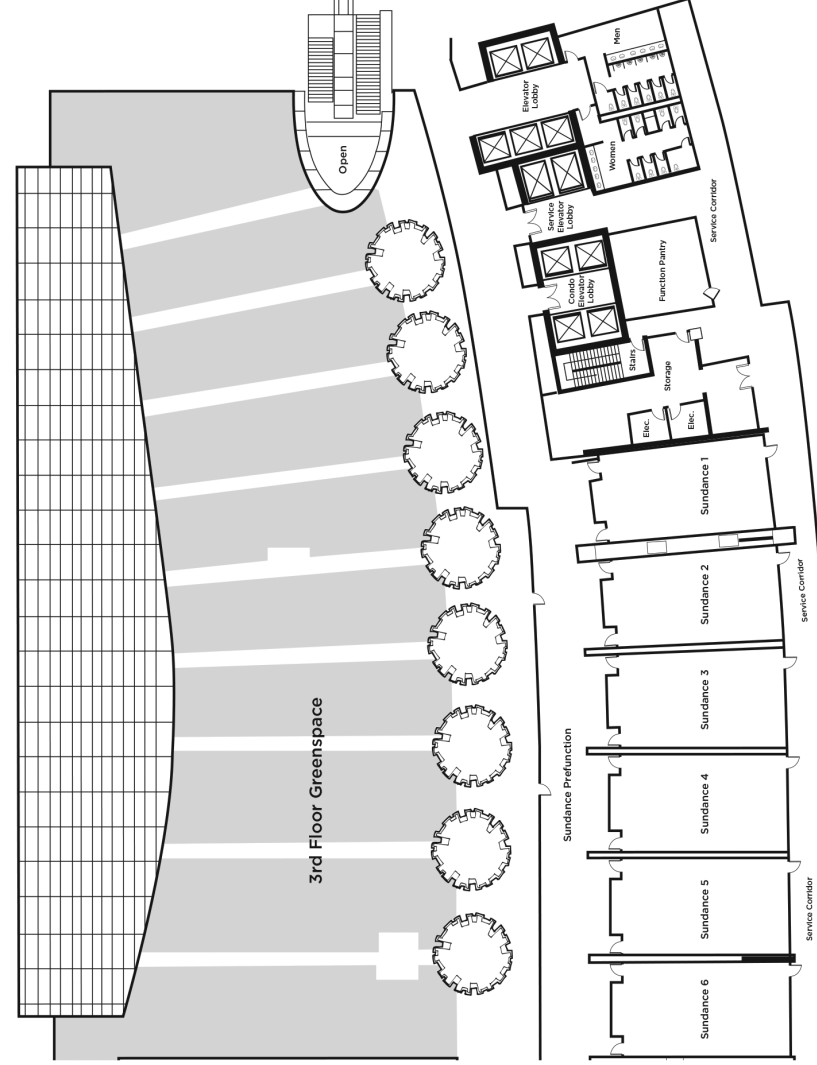 Men
Elevator
Lobby
Women
Open
Service
Elevator
Lobby
Service Corridor
Condo
Elevator
Lobby
Function Pantry
Stairs
Storage
Elec.
Elec.
Sundance 1
Sundance 2
Service Corridor
Sundance 3
3rd Floor Greenspace
Sundance Prefunction
Sundance 4
Sundance 5
Service Corridor
Sundance 6